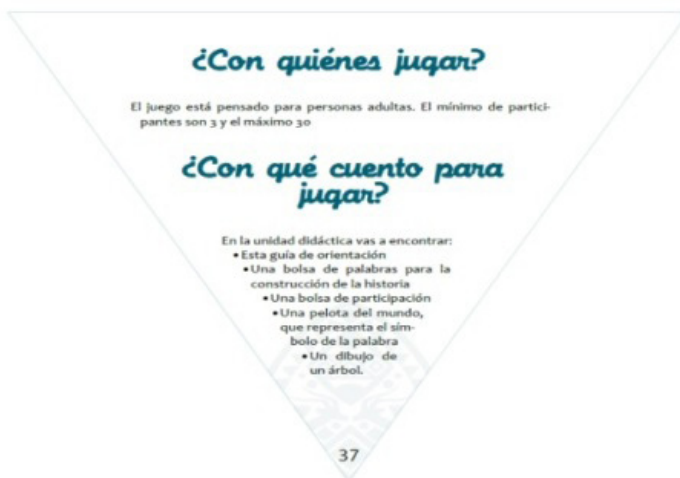 ¿Con quiénes jugar?
El juego está pensado para personas adultas. El mínimo de partici-
pantes son 3 y el máximo 30
¿Con qué cuento para
jugar?
En la unidad didáctica vas a encontrar:
• Esta guía de orientación
• Una bolsa de palabras para la
construcción de la historia
• Una bolsa de participación
• Una pelota del mundo,
que representa el sím-
bolo de la palabra
• Un dibujo de
un árbol.
37